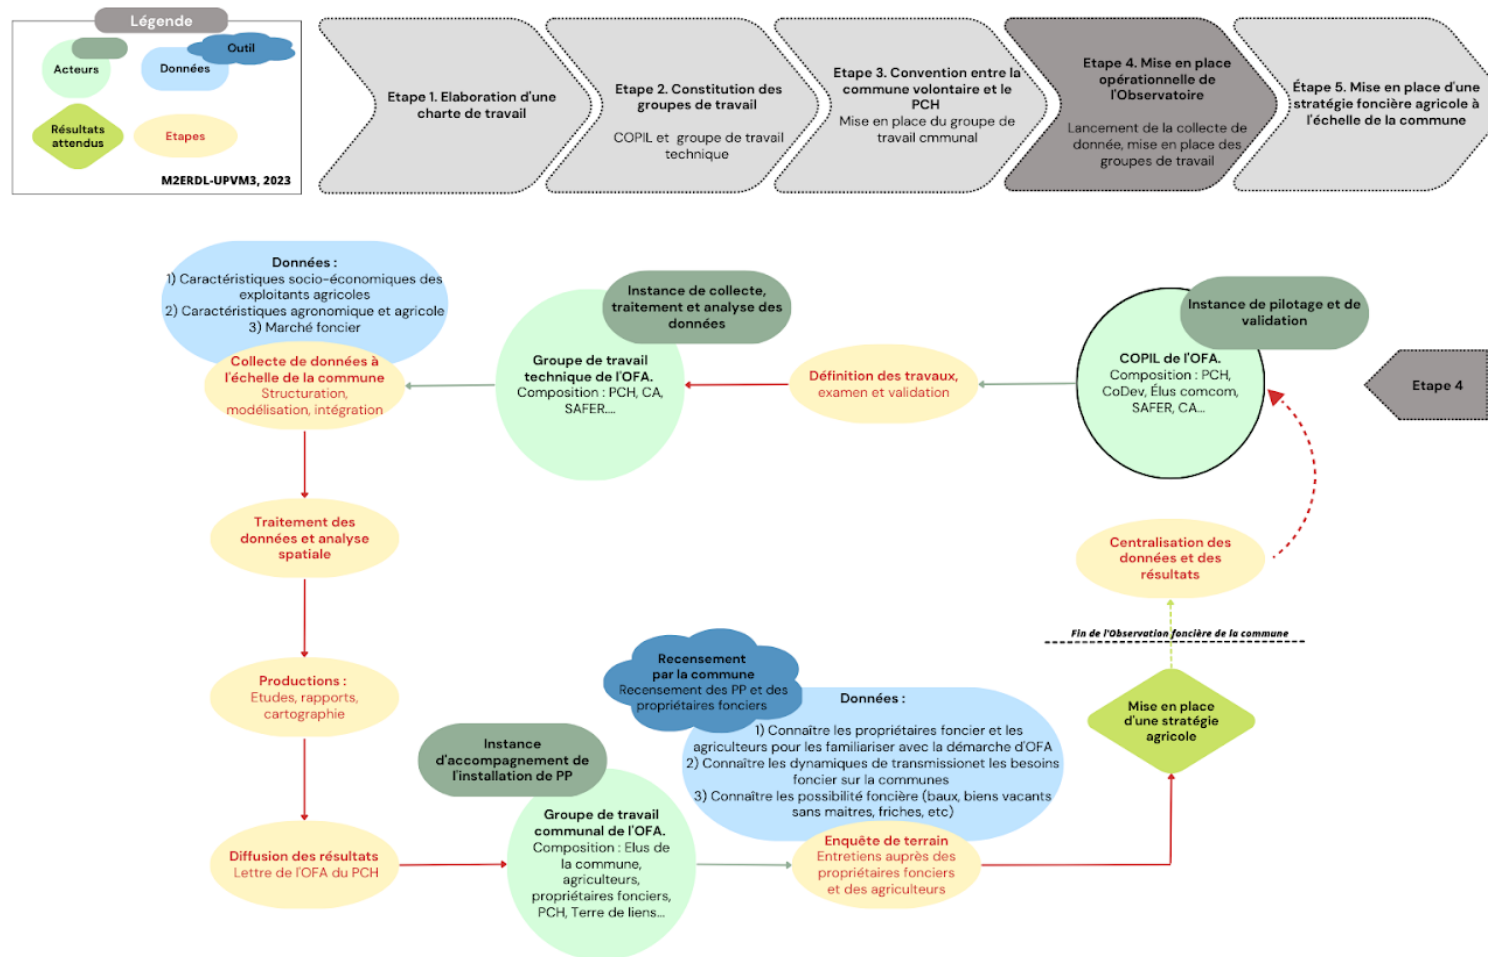 Légende
Outil
Acteurs
Données
Résultats
attendus
Etapes
M2ERDL-UPVM3, 2023
Etape 1. Elaboration d'une
charte de travail
Etape 2. Constitution des
groupes de travail
COPIL et groupe de travail
technique
Etape 3. Convention entre la
commune volontaire et le
PCH
Mise en place du groupe de
travail cmmunal
Etape 4. Mise en place
opérationnelle de
l'Observatoire
Lancement de la collecte de
donnée, mise en place des
groupes de travail
Étape 5. Mise en place d'une
stratégie foncière agricole à
l'échelle de la commune
Données :
1) Caractéristiques socio-économiques des
exploitants agricoles
2) Caractéristiques agronomique et agricole
3) Marché foncier
Collecte de données à
l'échelle de la commune
Structuration,
modélisation, intégration
Instance de collecte,
traitement et analyse des
données
Groupe de travail
technique de l'OFA.
Composition : PCH, CA,
SAFER....
Définition des travaux,
examen et validation
Instance de pilotage et de
validation
COPIL de l'OFA.
Composition : PCH,
CoDev, Élus comcom,
SAFER, CA...
Etape 4
Traitement des
données et analyse
spatiale
Centralisation des
données et des
résultats
Fin de l'Observation foncière de la commune
Productions :
Etudes, rapports,
cartographie
Recensement
par la commune
Recensement des PP et des
propriétaires fonciers
Données :
1) Connaître les propriétaires foncier et les
agriculteurs pour les familiariser avec la démarche d'OFA
2) Connaître les dynamiques de transmissionet les besoins
foncier sur la communes
3) Connaître les possibilité foncière (baux, biens vacants
sans maitres, friches, etc)
Mise en place
d'une stratégie
agricole
Instance
d'accompagnement de
l'installation de PP
Groupe de travail
communal de l'OFA.
Composition : Elus de
la commune,
agriculteurs,
propriétaires fonciers,
PCH, Terre de liens...
Enquête de terrain
Entretiens auprès des
propriétaires fonciers
et des agriculteurs
Diffusion des résultats
Lettre de l'OFA du PCH